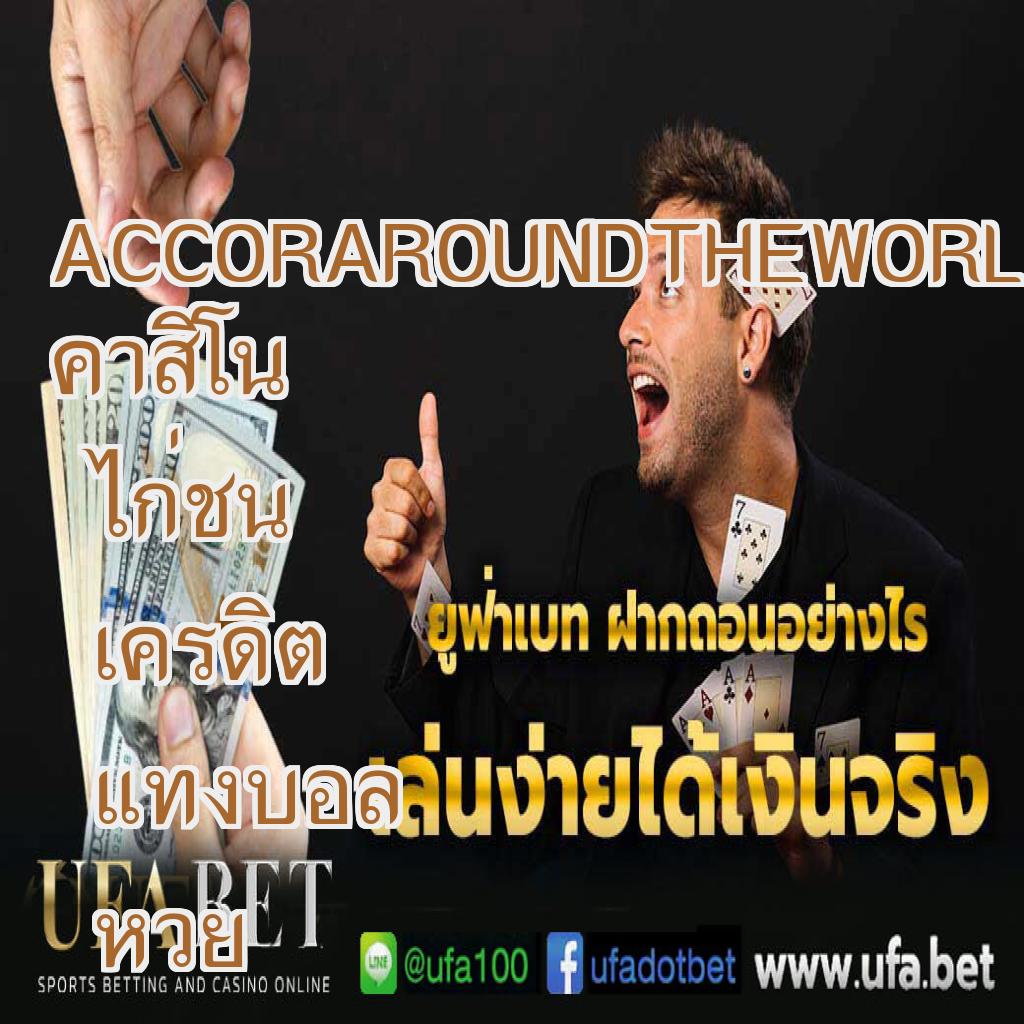 ACCORAROUNDTHEWORL
คาสิโน
ไก่ชน
เครดิต
ยูฟ่าเบท ฝากถอนอย่างไร
แทงบอล
เล่นง่ายได้เงินจริง
หวย
UFABET
SPORTS BETTING AND CASINO ONLINE
LINE @ufa100 f ufadotbet www.ufa.bet